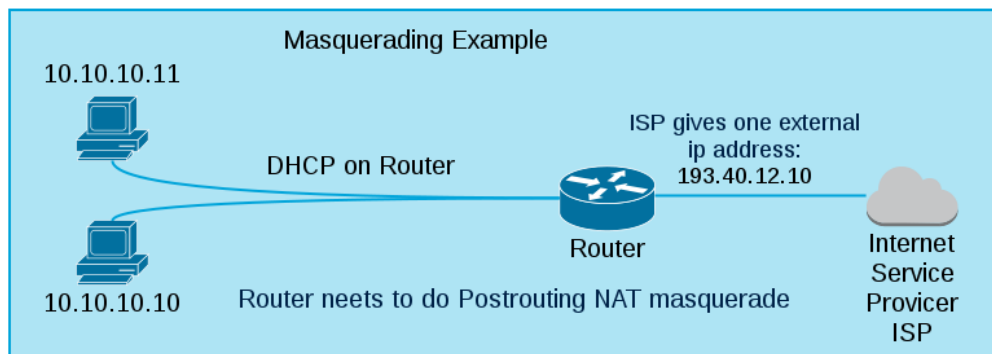 Masquerading Example
10.10.10.11
ISP gives one external
ip address:
193.40.12.10
DHCP on Router
Router
Internet
Service
Provicer
ISP
10.10.10.10
Router neets to do Postrouting NAT masquerade